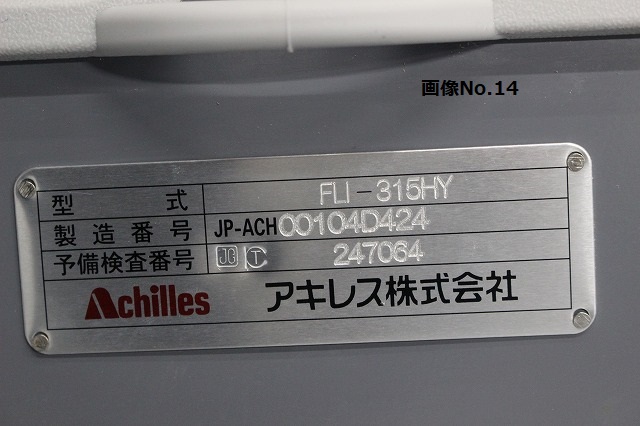 画像No.14
型 式 FLI-315HY
製造番号 JP-ACH00104D424
予備検査番号 JG 247064
Achilles アキレス株式会社